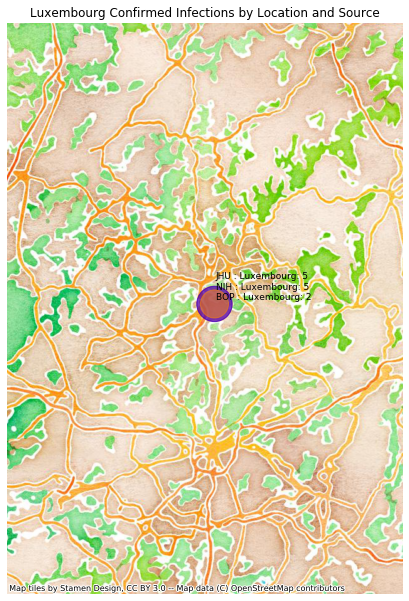 Luxembourg Confirmed Infections by Location and Source
JHU : Luxembourg: 5
NIH : Luxembourg: 5
BOP : Luxembourg: 2
Map tiles by Stamen Design, CC BY 3.0 -- Map data (C) OpenStreetMap contributors